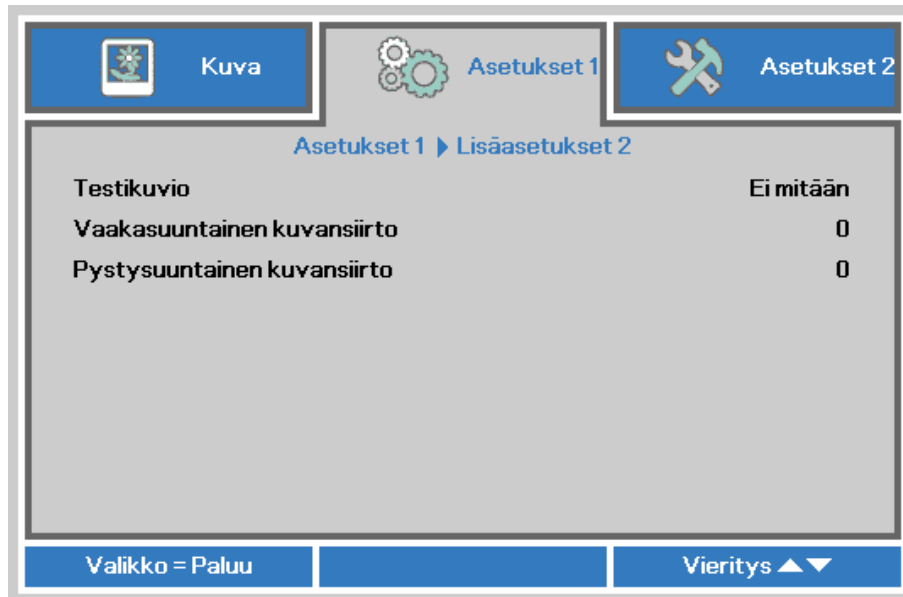 Kuva Asetukset 1 Asetukset 2
Asetukset 1 ▶ Lisäasetukset 2
Testikuvio Ei mitään
Vaakasuuntainen kuvansiirto 0
Pystysuuntainen kuvansiirto 0
Valikko = Paluu Vieritys ▲▼